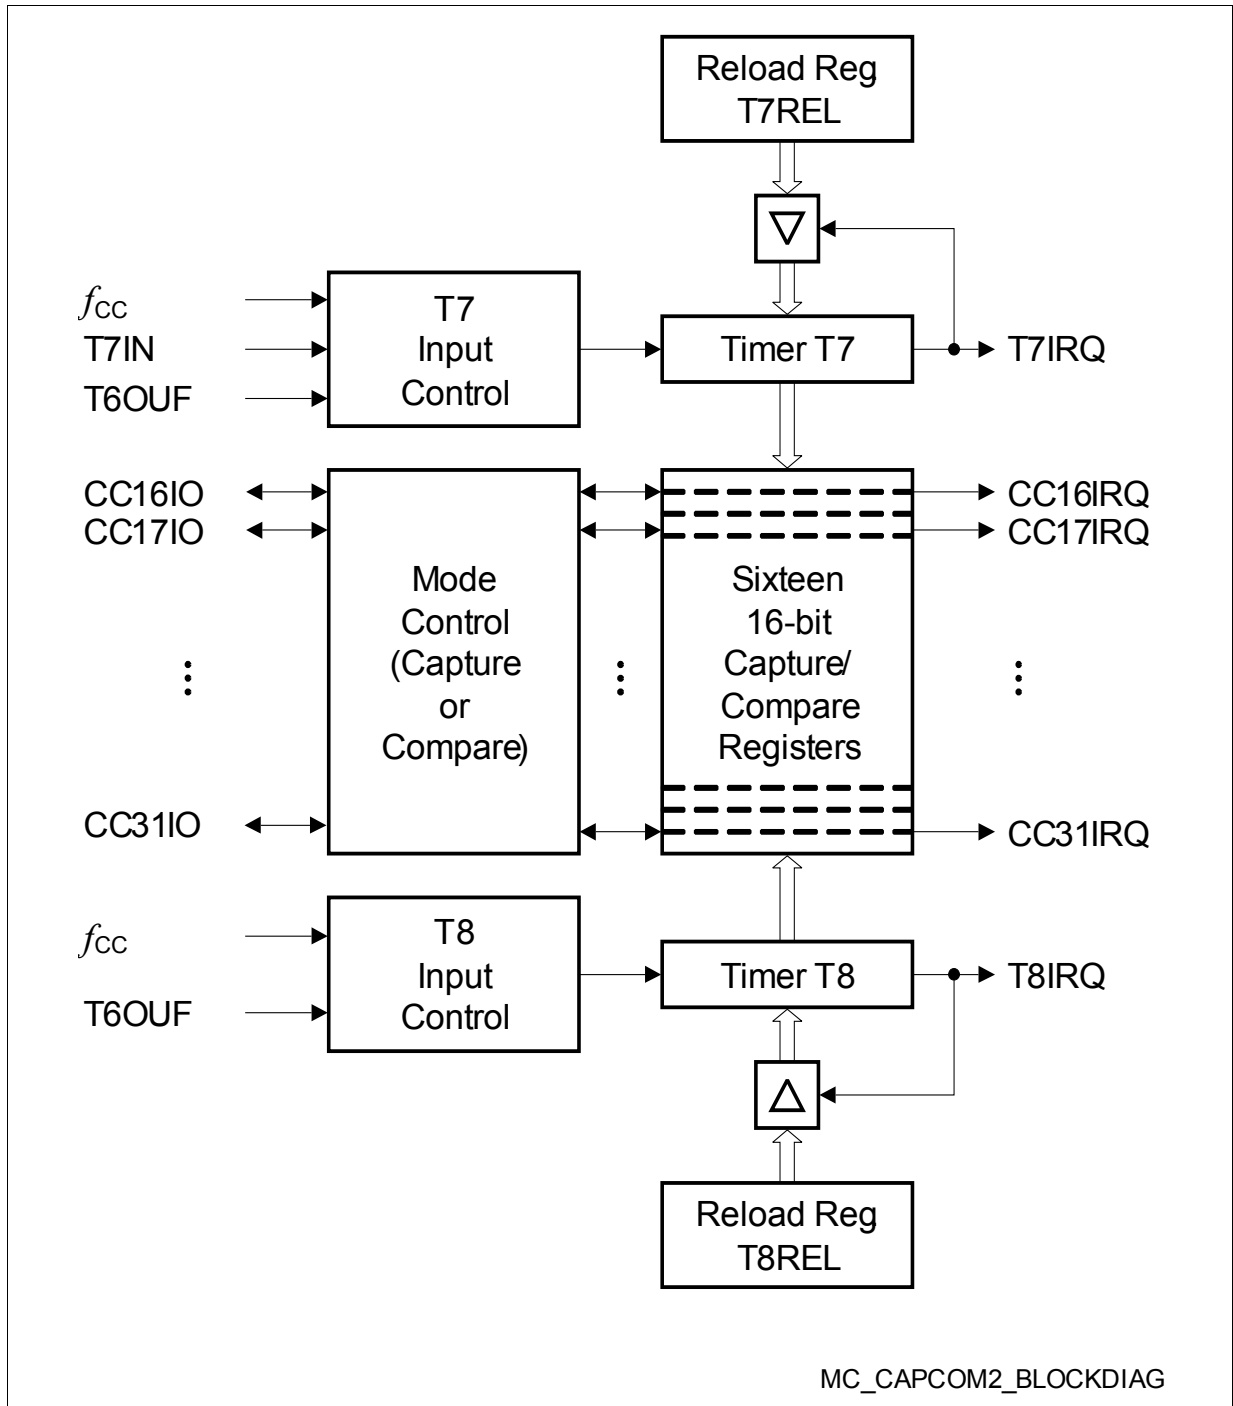 Reload Reg
T7REL
fCC
T7IN
T6OUF
T7
Input
Control
Timer T7
T7IRQ
CC16IO
CC17IO
CC31IO
Mode
Control
(Capture
or
Compare)
Sixteen
16-bit
Capture/
Compare
Registers
CC16IRQ
CC17IRQ
CC31IRQ
fCC
T6OUF
T8
Input
Control
Timer T8
T8IRQ
Reload Reg
T8REL
MC_CAPCOM2_BLOCKDIAG